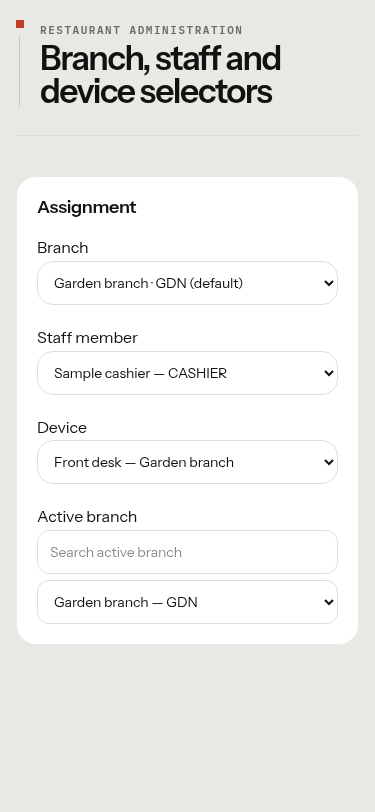 RESTAURANT ADMINISTRATION
Branch, staff and
device selectors
Assignment
Branch
Garden branch · GDN (default)
Staff member
Sample cashier — CASHIER
Device
Front desk — Garden branch
Active branch
Search active branch
Garden branch — GDN